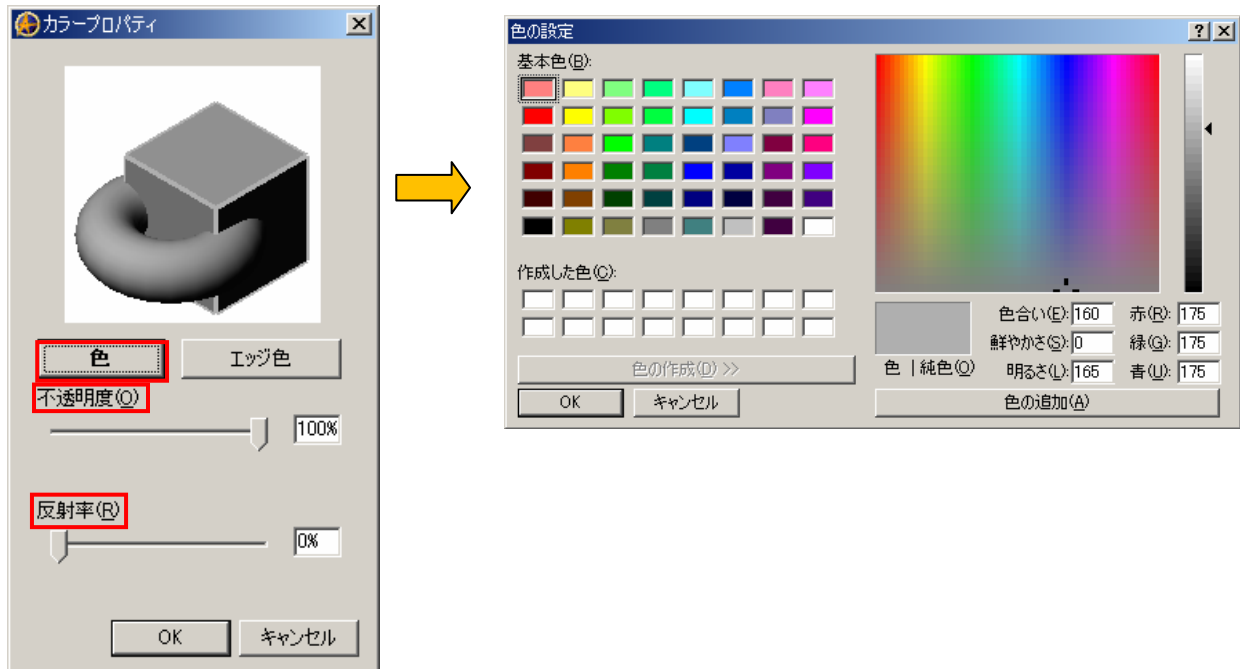 カラープロパティ
色
エッジ色
不透明度(O)
100%
反射率(R)
0%
OK
キャンセル
色の設定
基本色(B):
作成した色(C):
色の作成(D) >>
OK
キャンセル
色 | 純色(O)
色合い(E): 160
赤(R): 175
鮮やかさ(S): 0
緑(G): 175
明るさ(L): 165
青(U): 175
色の追加(A)